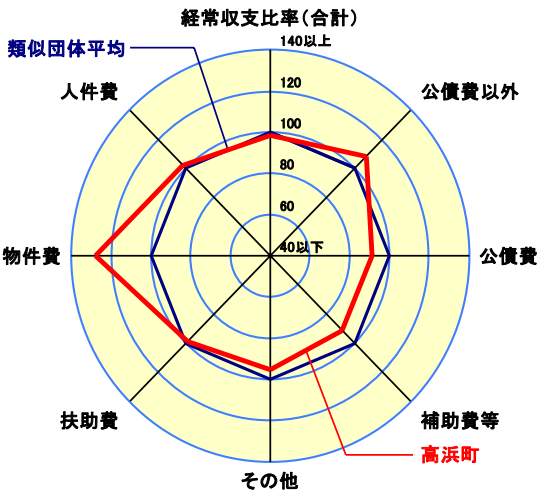 経常収支比率（合計）
140以上
類似団体平均
人件費
120
公債費以外
100
80
60
物件費
40以下
公債費
扶助費
補助費等
高浜町
その他